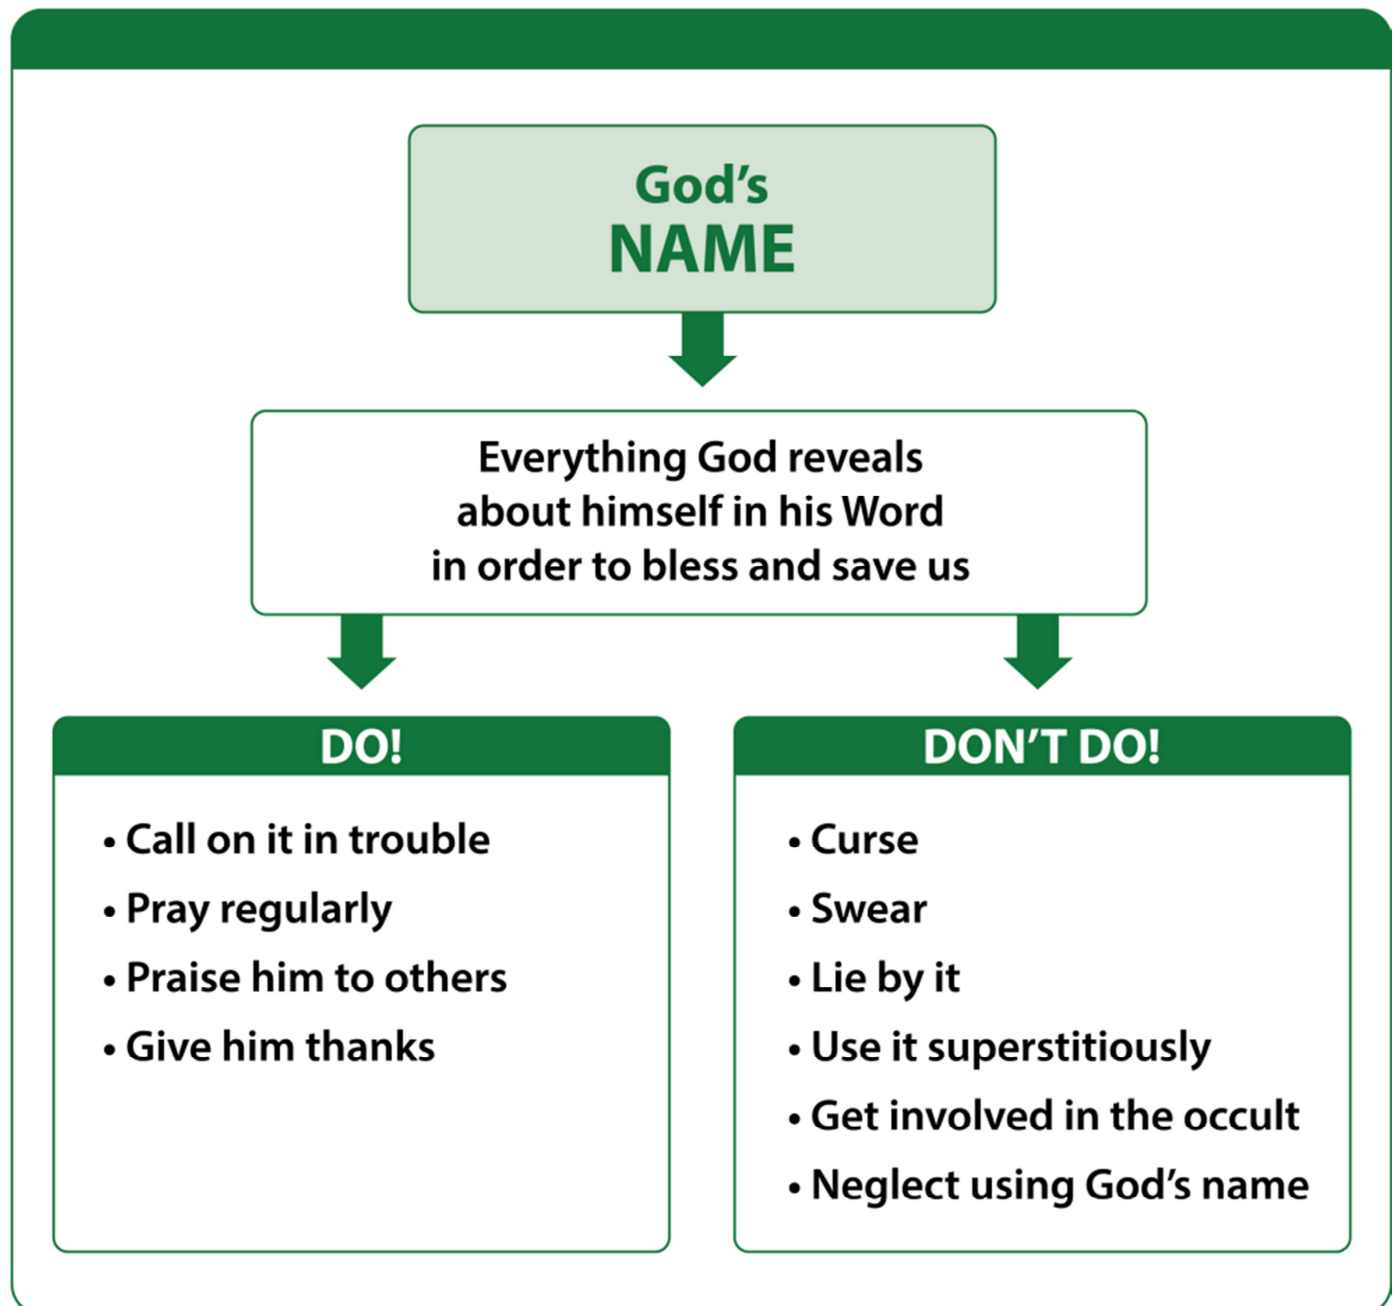 God’s
NAME
Everything God reveals
about himself in his Word
in order to bless and save us
DO!
• Call on it in trouble
• Pray regularly
• Praise him to others
• Give him thanks
DON’T DO!
• Curse
• Swear
• Lie by it
• Use it superstitiously
• Get involved in the occult
• Neglect using God’s name